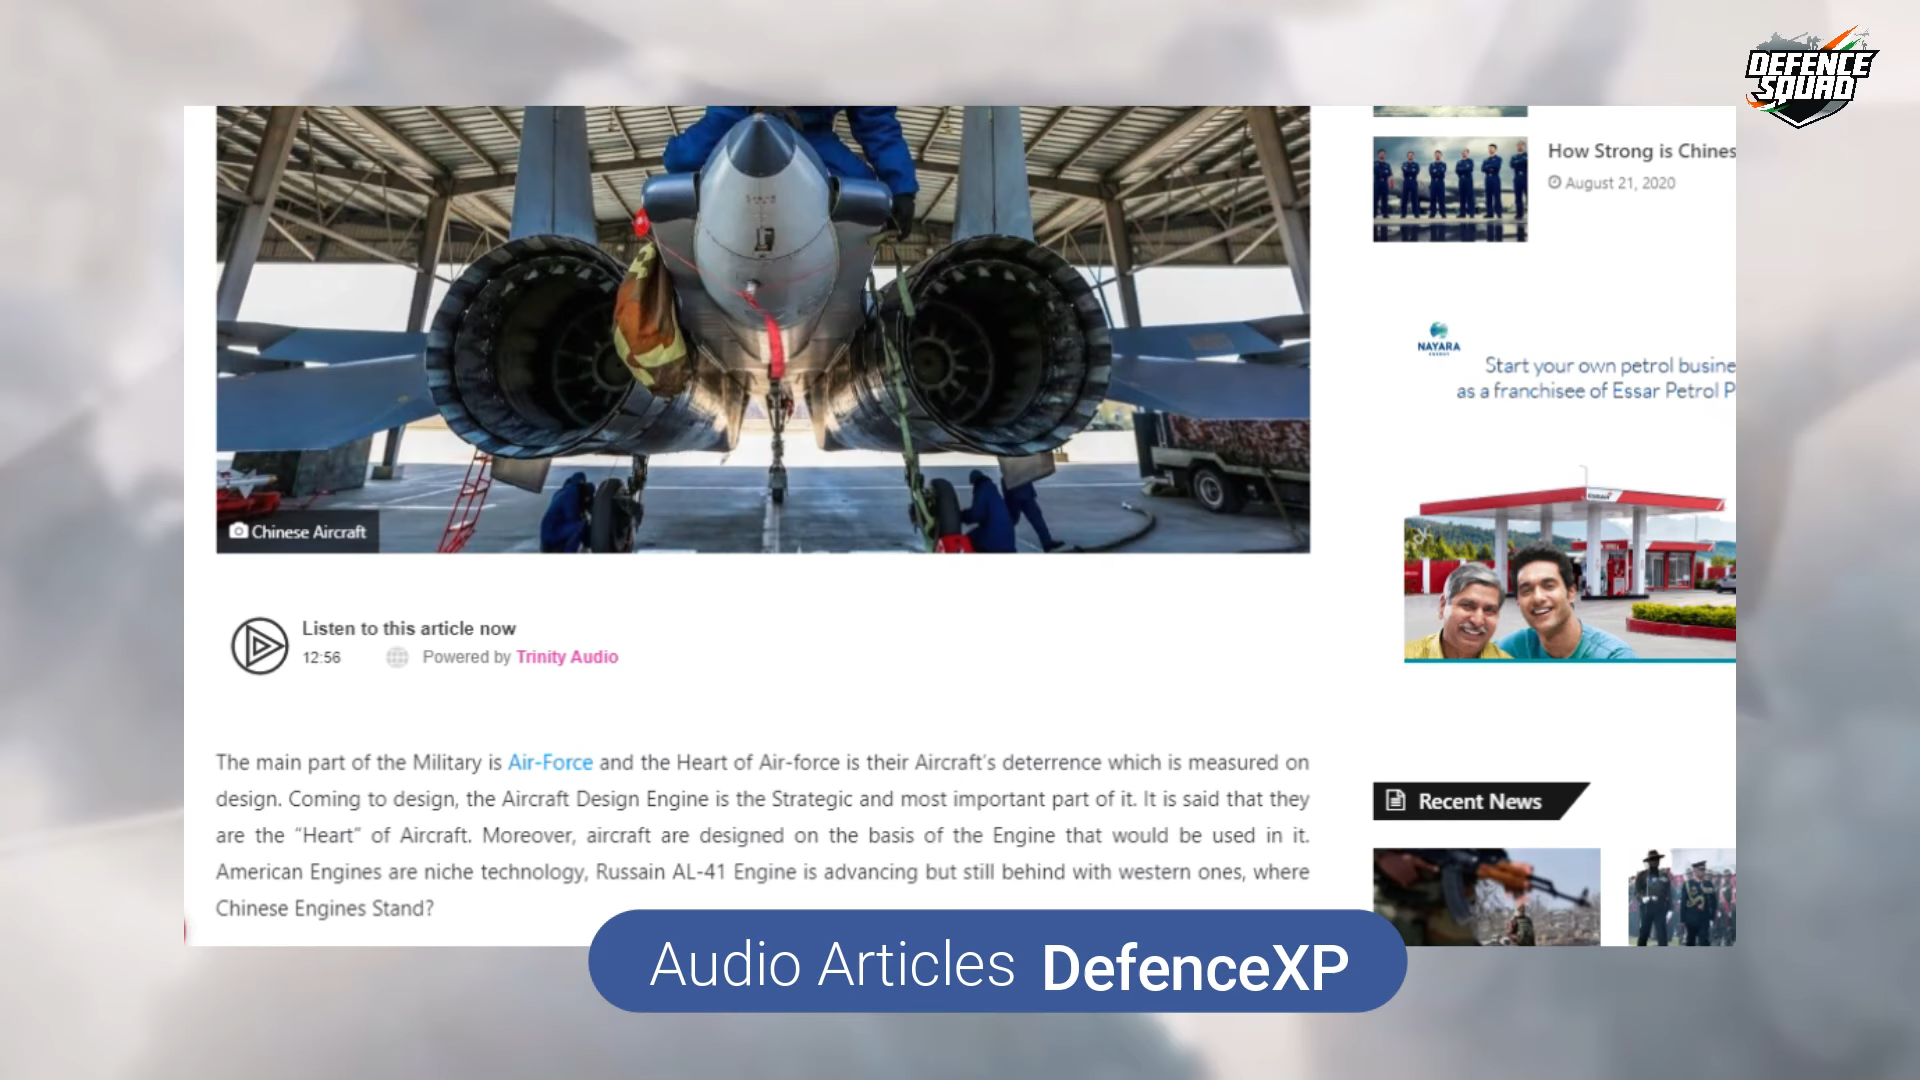 DEFENCE
SQUAD
How Strong is Chines
August 21, 2020
NAYARA
ENERGY
Start your own petrol busine
as a franchisee of Essar Petrol P
Chinese Aircraft
Listen to this article now
12:56 Powered by Trinity Audio
The main part of the Military is Air-Force and the Heart of Air-force is their Aircraft's deterrence which is measured on
design. Coming to design, the Aircraft Design Engine is the Strategic and most important part of it. It is said that they
are the “Heart” of Aircraft. Moreover, aircraft are designed on the basis of the Engine that would be used in it.
American Engines are niche technology, Russain AL-41 Engine is advancing but still behind with western ones, where
Chinese Engines Stand?
Recent News
Audio Articles DefenceXP